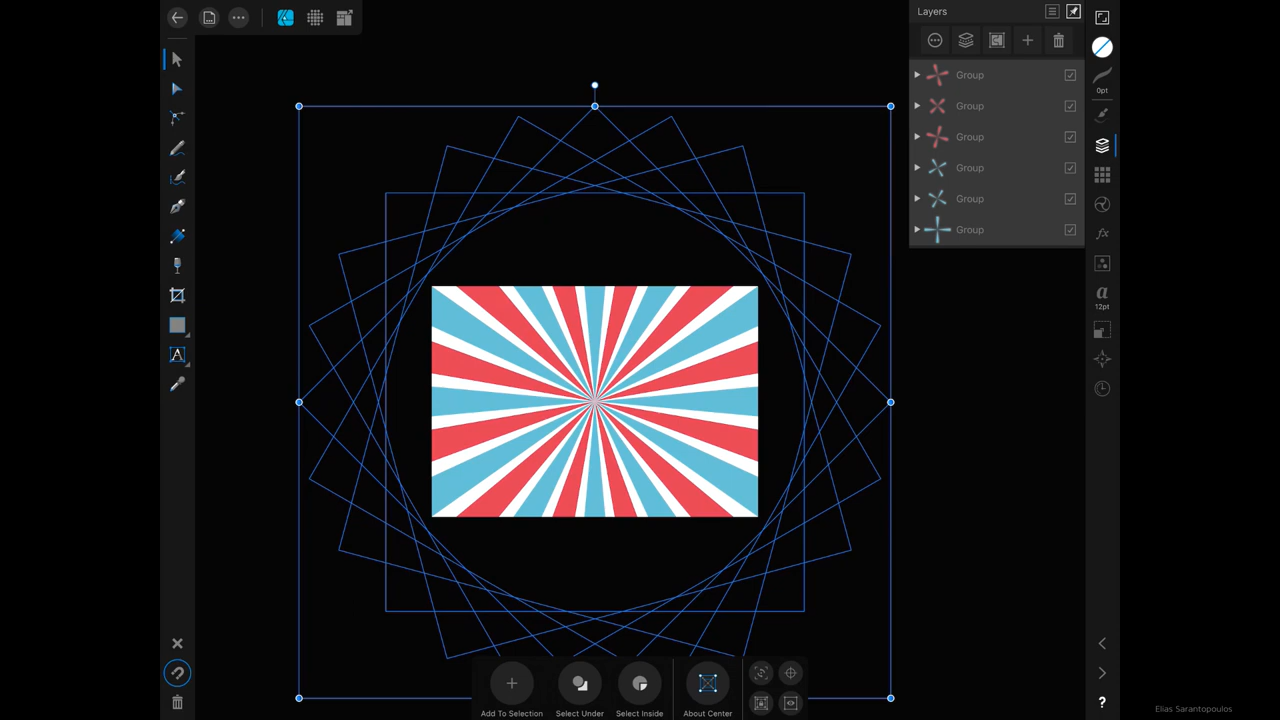 Layers
Group
Group
Group
Group
Group
Group
0pt
fx
a
12pt
A
?
Add To Selection
Select Under
Select Inside
About Center
Elias Sarantopoulos